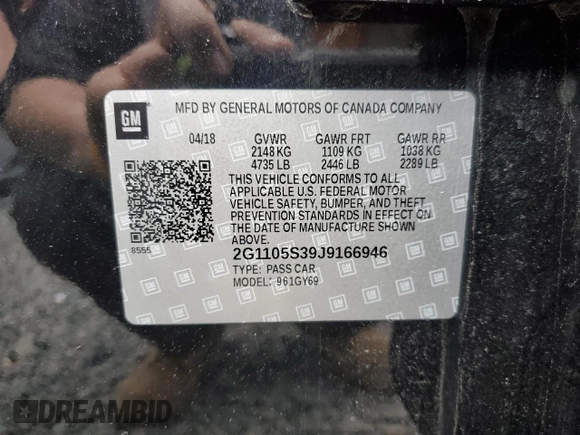 GM
MFD BY GENERAL MOTORS OF CANADA COMPANY
04/18 GVWR GAWR FRT GAWR RR
2148 KG 1109 KG 1038 KG
4735 LB 2446 LB 2289 LB
THIS VEHICLE CONFORMS TO ALL
APPLICABLE U.S. FEDERAL MOTOR
VEHICLE SAFETY, BUMPER, AND THEFT
PREVENTION STANDARDS IN EFFECT ON
THE DATE OF MANUFACTURE SHOWN
ABOVE.
8555
2G1105S39J9166946
TYPE: PASS CAR
MODEL: 961GY69
DREAMBID